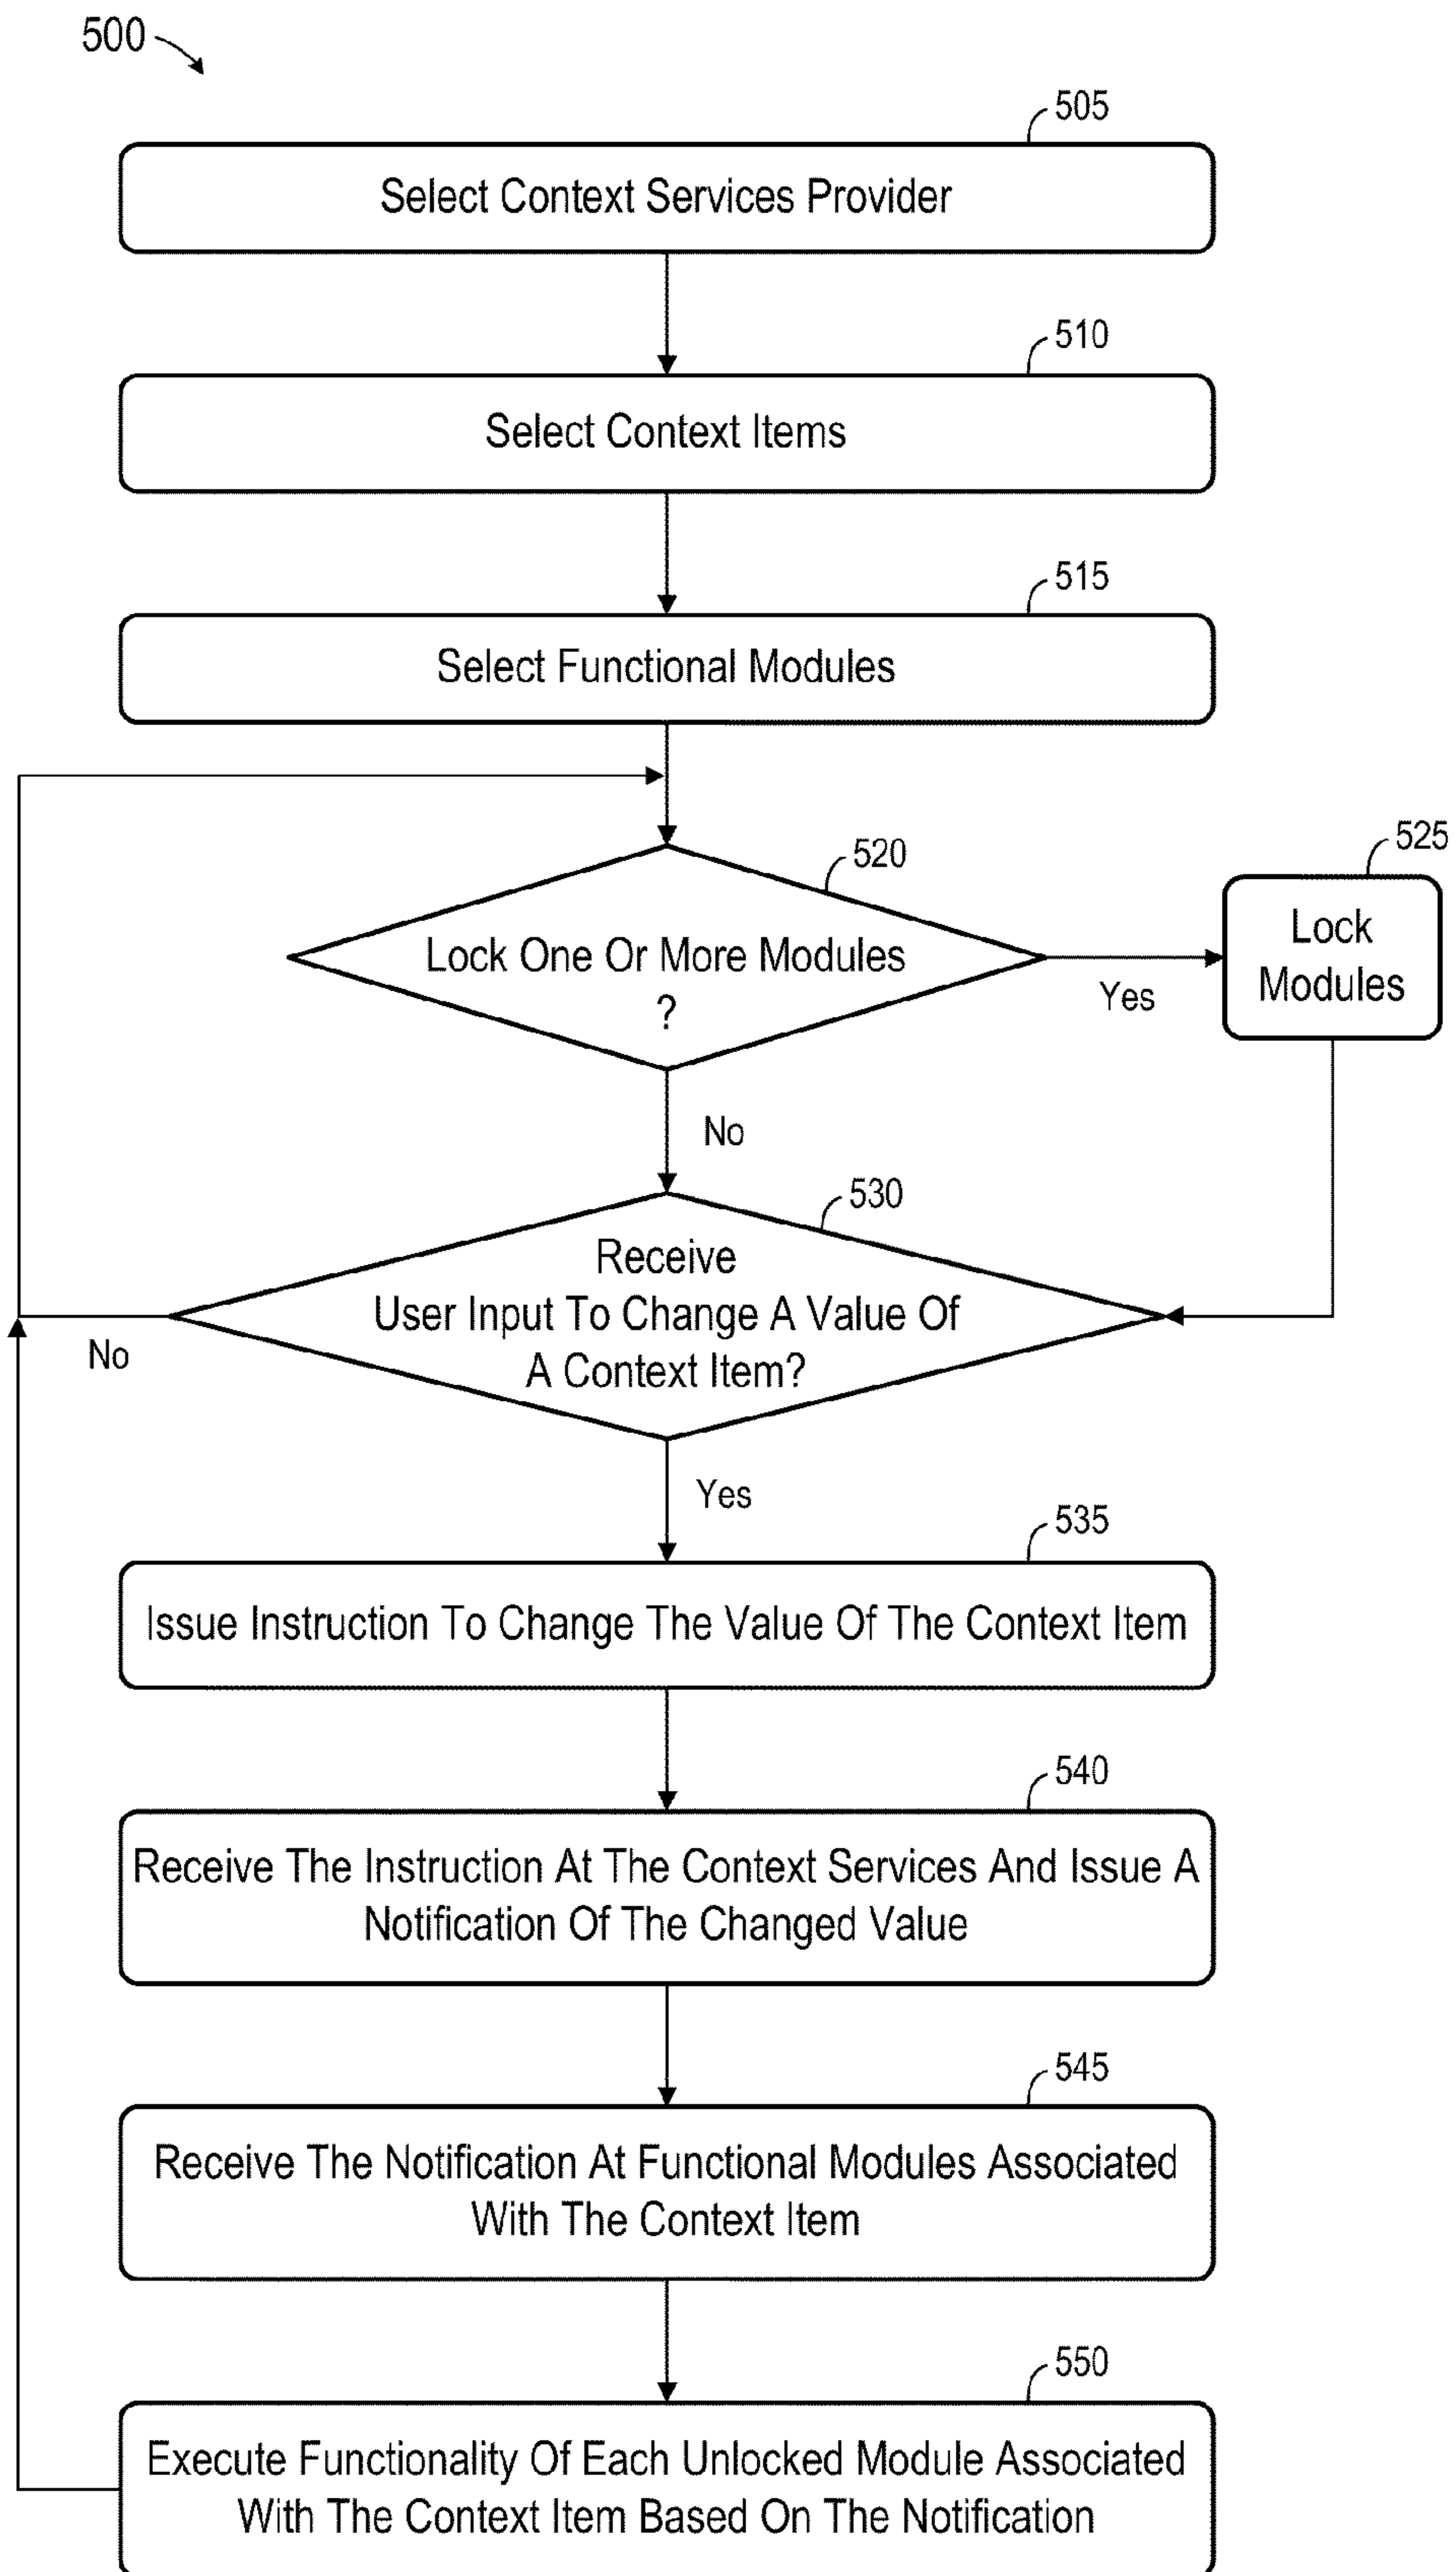 500
505
Select Context Services Provider
510
Select Context Items
515
Select Functional Modules
520
Lock One Or More Modules
?
Yes
525
Lock
Modules
No
530
Receive
User Input To Change A Value Of
A Context Item?
No
Yes
535
Issue Instruction To Change The Value Of The Context Item
540
Receive The Instruction At The Context Services And Issue A
Notification Of The Changed Value
545
Receive The Notification At Functional Modules Associated
With The Context Item
550
Execute Functionality Of Each Unlocked Module Associated
With The Context Item Based On The Notification